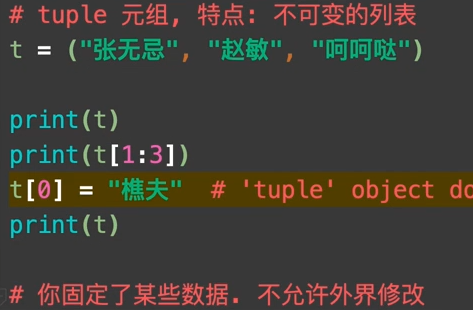 # tuple 元组, 特点: 不可变的列表
t = ("张无忌", "赵敏", "呵呵哒")
print(t)
print(t[1:3])
t[0] = "樵夫"  # 'tuple' object do
print(t)
# 你固定了某些数据. 不允许外界修改